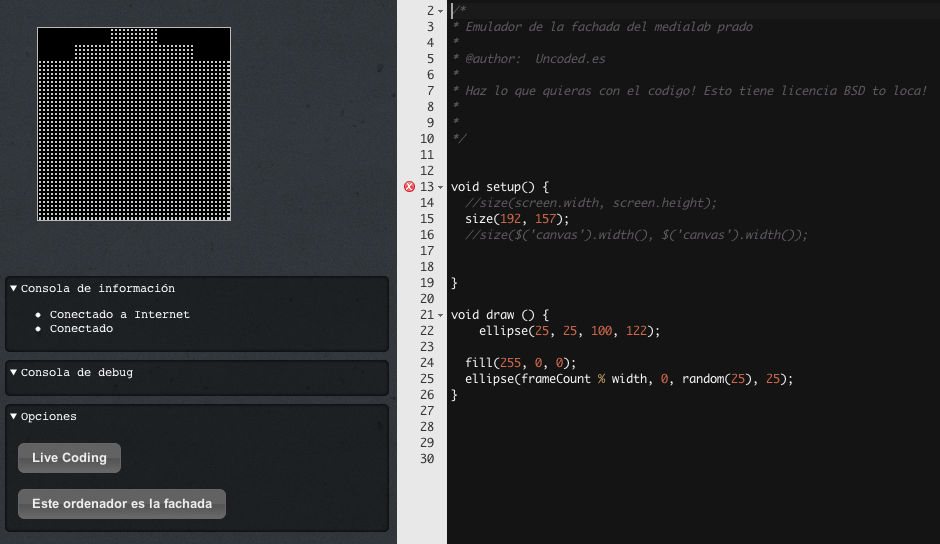 Consola de información
Conectado a Internet
Conectado
Consola de debug
Opciones
Live Coding
Este ordenador es la fachada
2 /*
3 * Emulador de la fachada del medialab prado
4 *
5 * @author:  Uncoded.es
6 *
7 * Haz lo que quieras con el codigo! Esto tiene licencia BSD to loca!
8 *
9 *
10 */
11
12
13 void setup() {
14   //size(screen.width, screen.height);
15   size(192, 157);
16   //size($('canvas').width(), $('canvas').width());
17
18
19 }
20
21 void draw () {
22     ellipse(25, 25, 100, 122);
23
24   fill(255, 0, 0);
25   ellipse(frameCount % width, 0, random(25), 25);
26 }
27
28
29
30